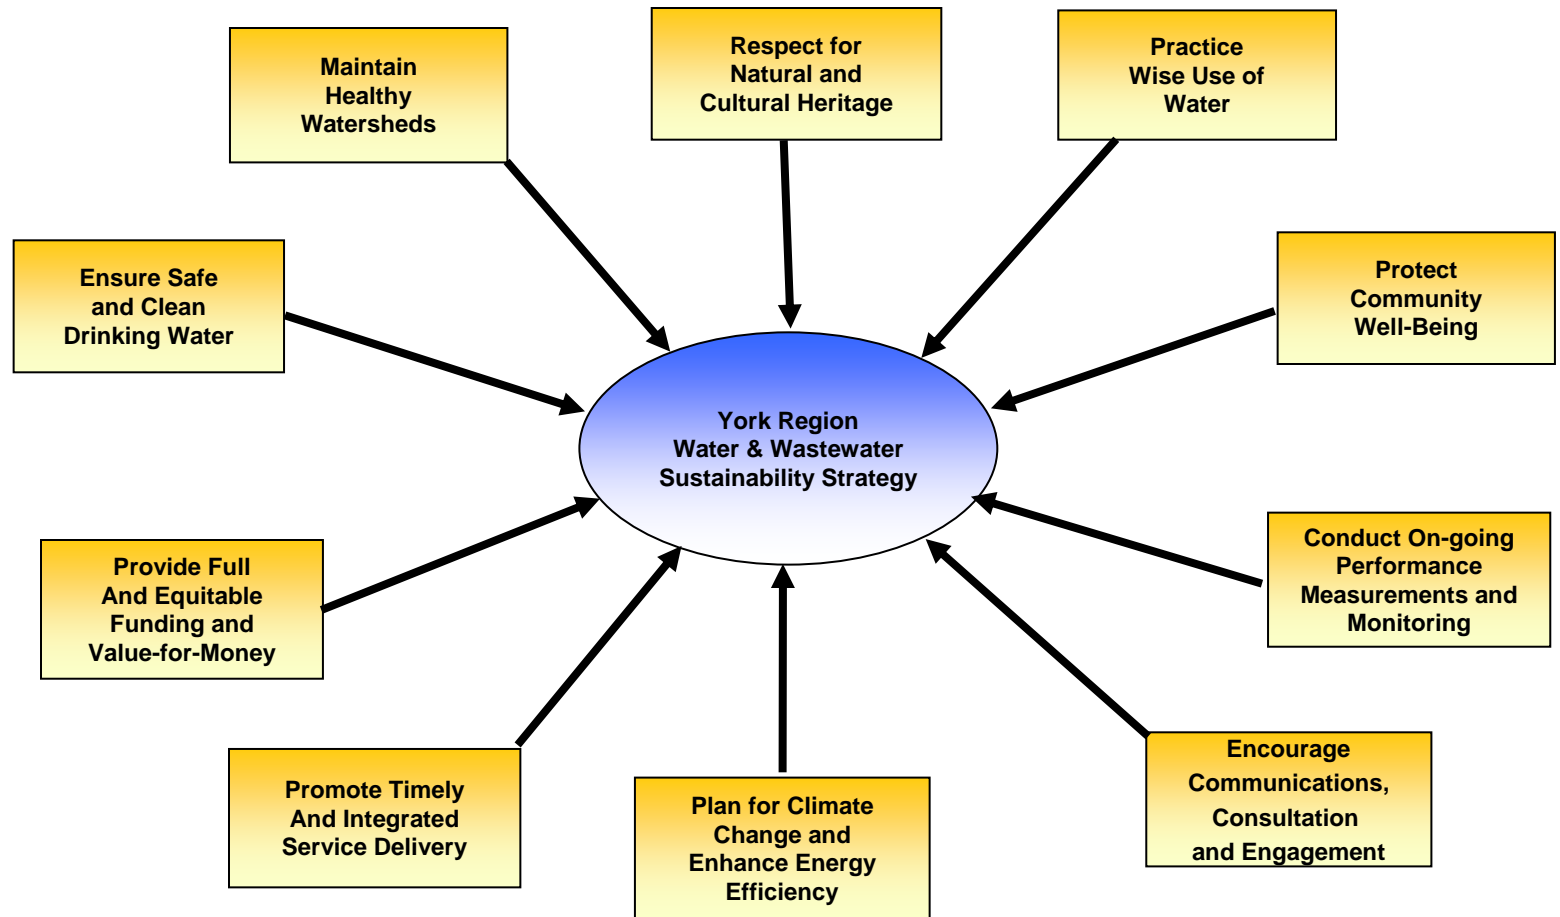 Maintain
Healthy
Watersheds
Respect for
Natural and
Cultural Heritage
Practice
Wise Use of
Water
Ensure Safe
and Clean
Drinking Water
Protect
Community
Well-Being
York Region
Water & Wastewater
Sustainability Strategy
Provide Full
And Equitable
Funding and
Value-for-Money
Conduct On-going
Performance
Measurements and
Monitoring
Promote Timely
And Integrated
Service Delivery
Plan for Climate
Change and
Enhance Energy
Efficiency
Encourage
Communications,
Consultation
and Engagement